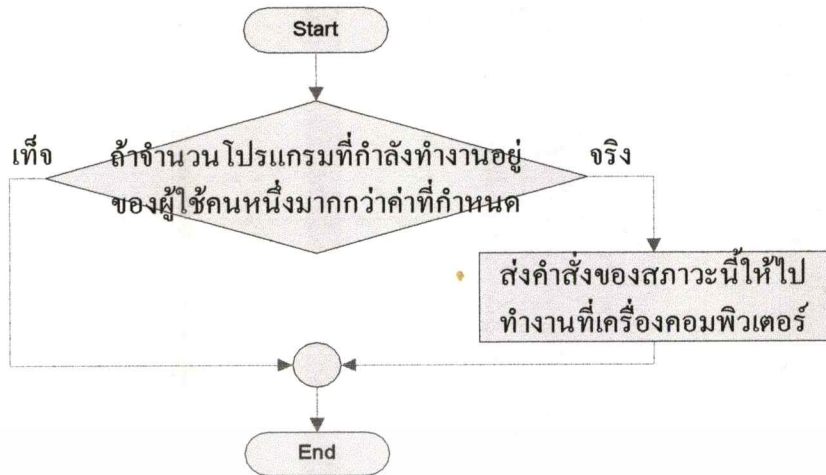 Start
เท็จ
ถ้าจำนวนโปรแกรมที่กำลังทำงานอยู่
ของผู้ใช้คนหนึ่งมากกว่าค่าที่กำหนด
จริง
ส่งคำสั่งของสภาวะนี้ให้ไป
ทำงานที่เครื่องคอมพิวเตอร์
End